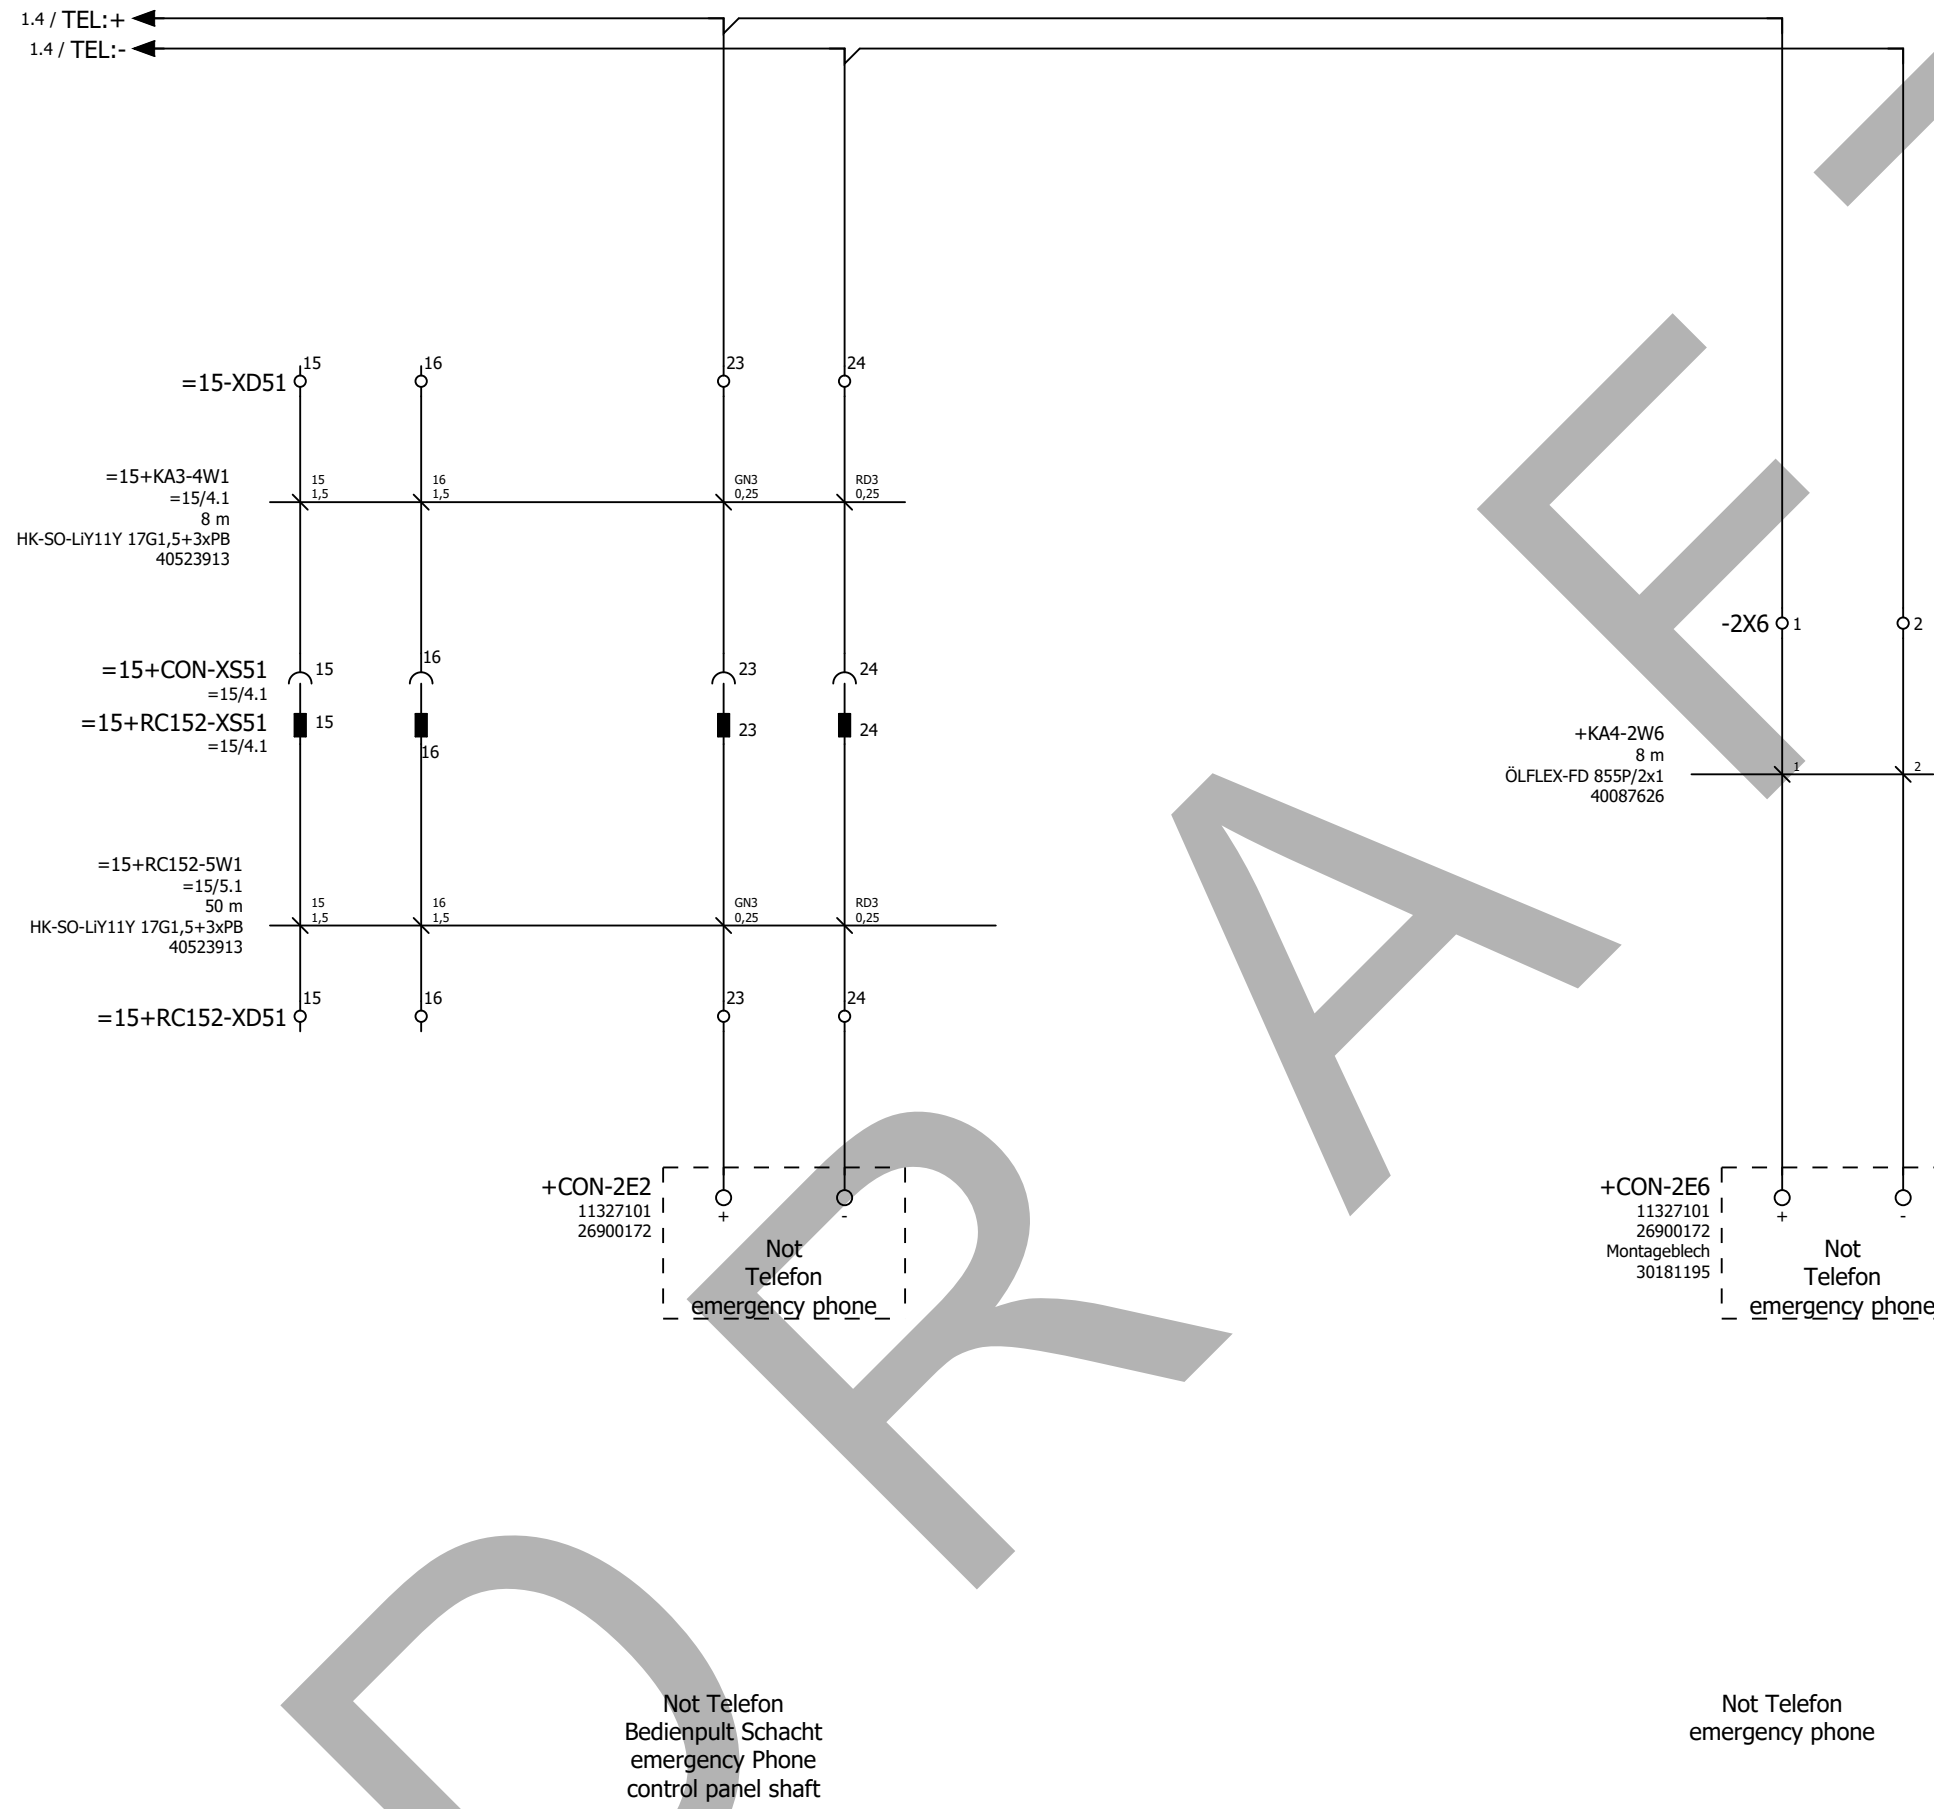 1.4 / TEL:+
1.4 / TEL:-
=15-XD51
15
16
23
24
=15+KA3-4W1
=15/4.1
8 m
HK-SO-LiY11Y 17G1,5+3xPB
40523913
15
1,5
16
1,5
GN3
0,25
RD3
0,25
=15+CON-XS51
=15/4.1
15
16
23
24
=15+RC152-XS51
=15/4.1
15
16
23
24
-2X6
1
2
+KA4-2W6
8 m
ÖLFLEX-FD 855P/2x1
40087626
1
2
=15+RC152-5W1
=15/5.1
50 m
HK-SO-LiY11Y 17G1,5+3xPB
40523913
15
1,5
16
1,5
GN3
0,25
RD3
0,25
=15+RC152-XD51
15
16
23
24
+CON-2E2
11327101
26900172
+
-
Not
Telefon
emergency phone
+CON-2E6
11327101
26900172
Montageblech
30181195
+
-
Not
Telefon
emergency phone
Not Telefon
Bedienpult Schacht
emergency Phone
control panel shaft
Not Telefon
emergency phone
DRAFT